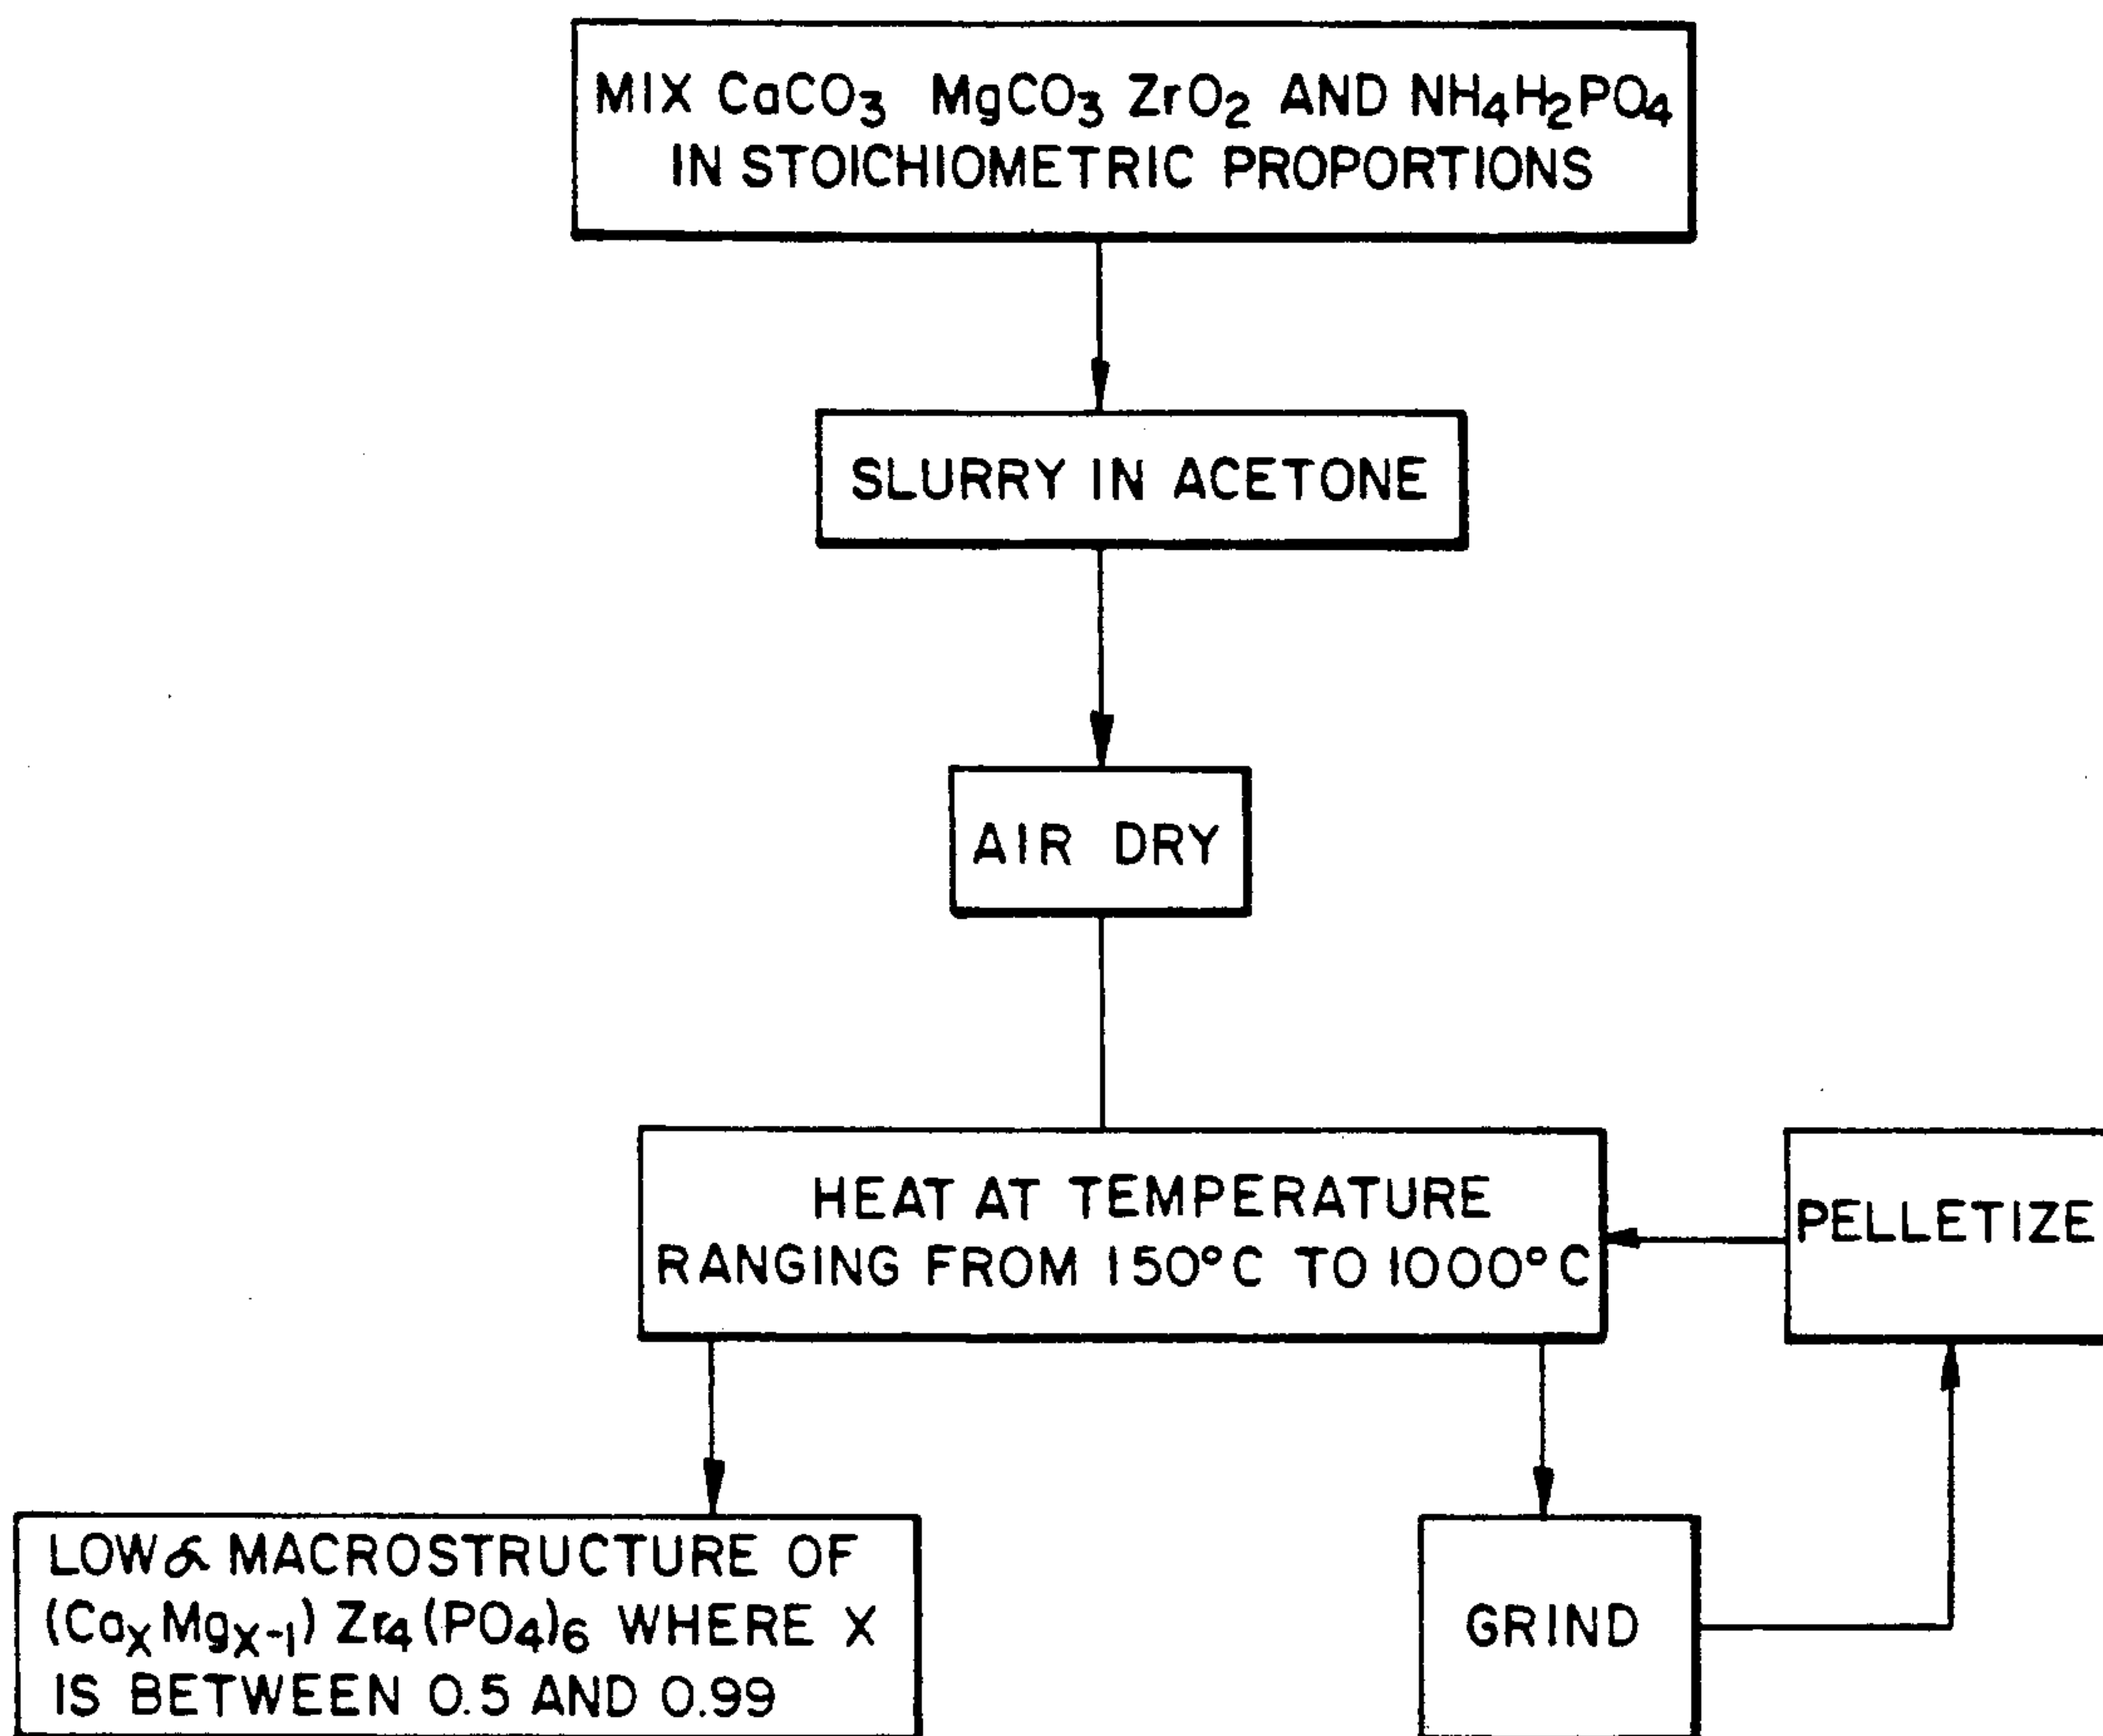 MIX CaCO₃ MgCO₃ ZrO₂ AND NH₄H₂PO₄
IN STOICHIOMETRIC PROPORTIONS
SLURRY IN ACETONE
AIR DRY
HEAT AT TEMPERATURE
RANGING FROM 150°C TO 1000°C
PELLETIZE
LOW α MACROSTRUCTURE OF
(CaₓMgₓ₋₁) Zr₄ (PO₄)₆ WHERE X
IS BETWEEN 0.5 AND 0.99
GRIND